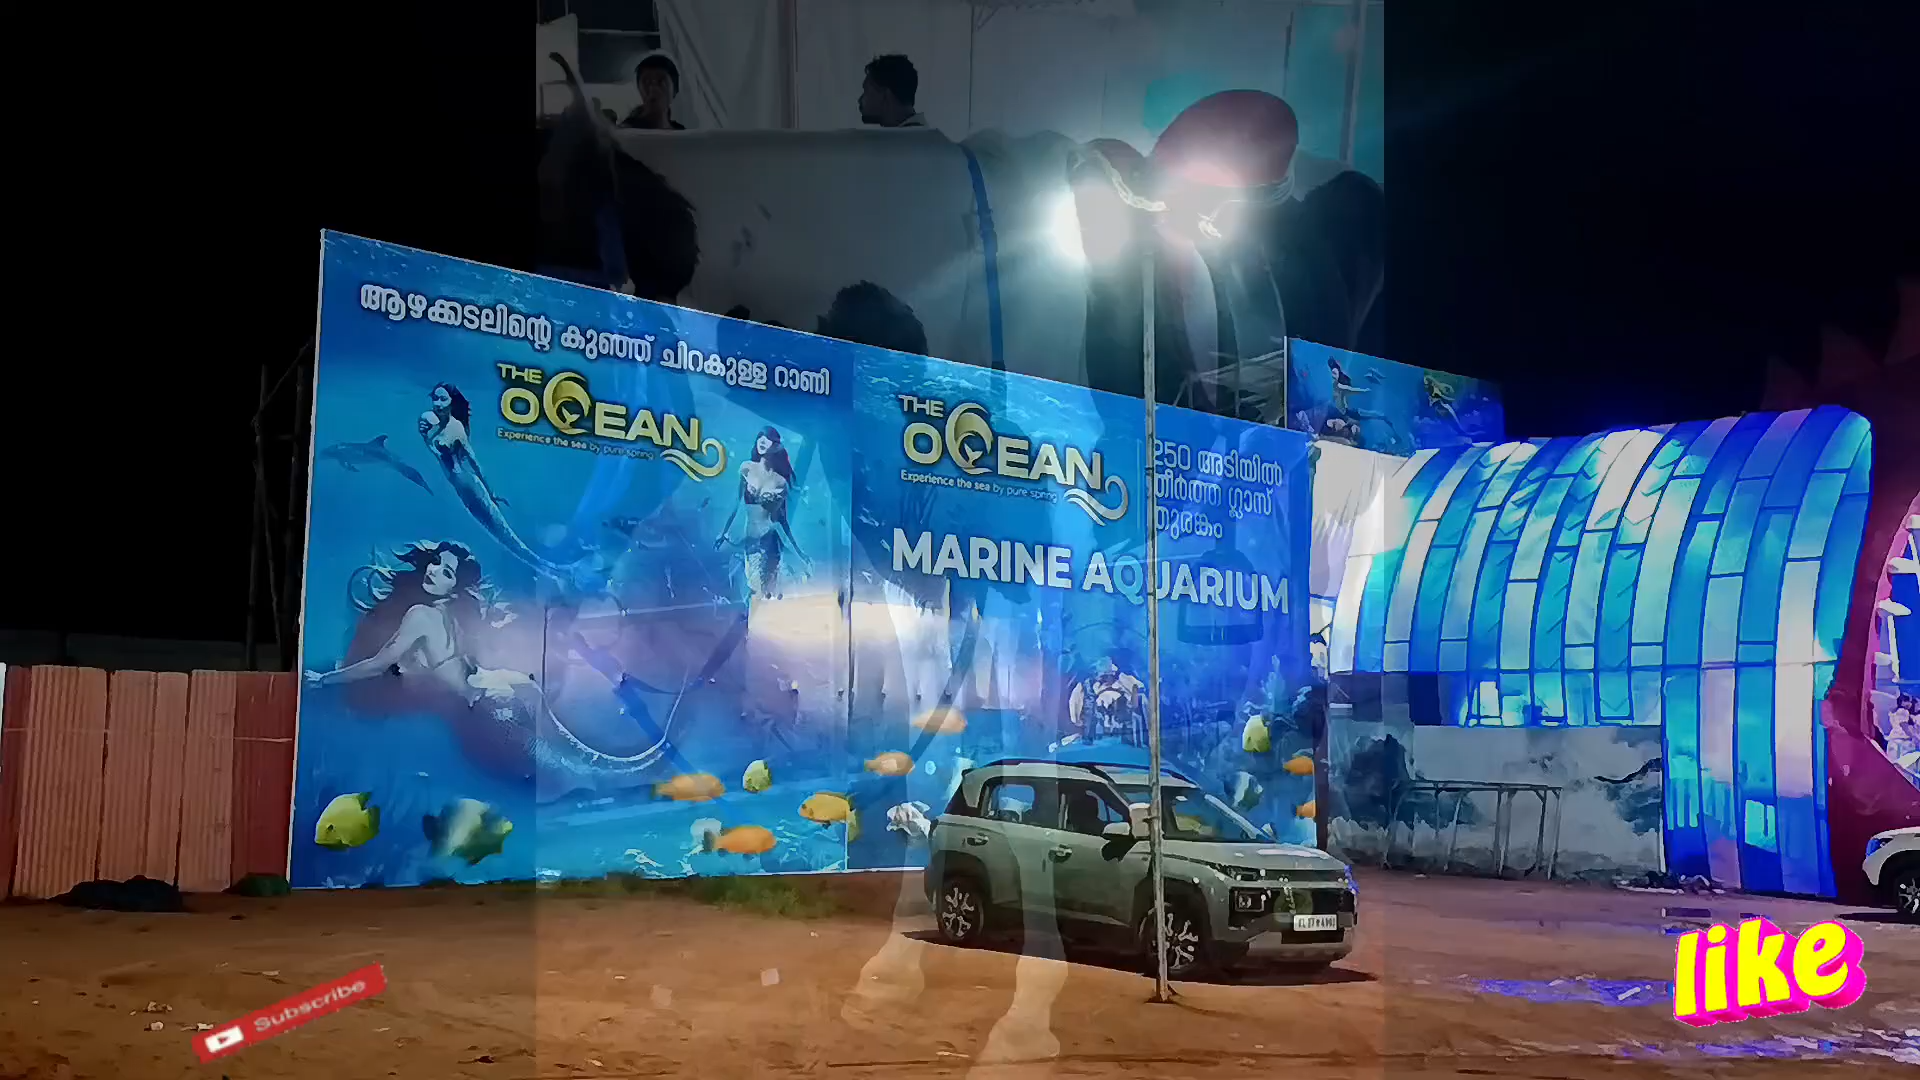 ആഴക്കടലിന്റെ കുഞ്ഞ് ചിറകുള്ള റാണി
THE
OCEAN
Experience the sea by pure spring
THE
OCEAN
Experience the sea by pure spring
250 അടിയിൽ
തീർത്ത ഗ്ലാസ്
തുരങ്കം
MARINE AQUARIUM
Subscribe
like